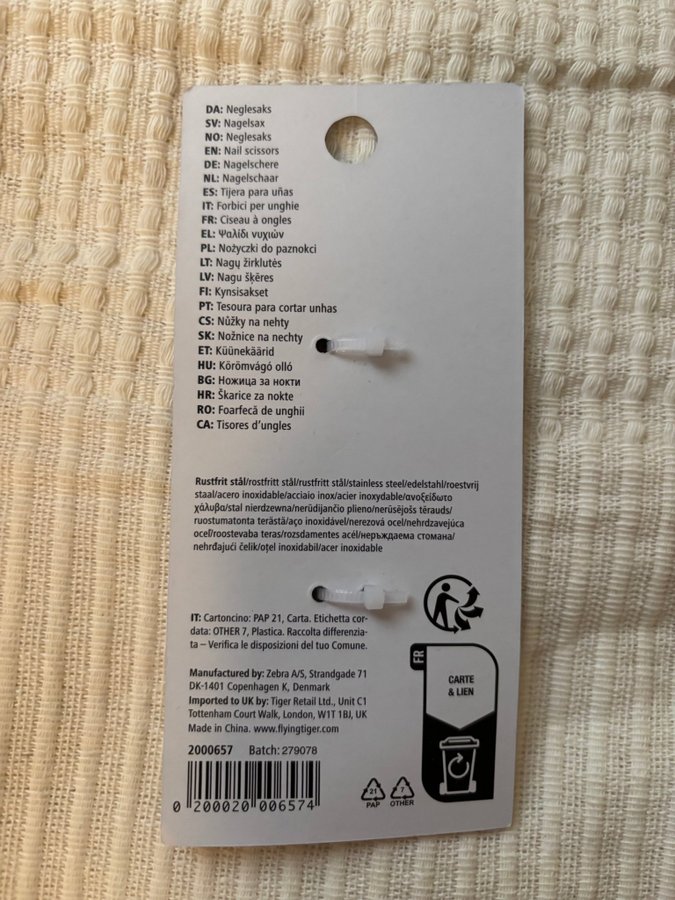 DA: Neglesaks
SV: Nagelsax
NO: Neglesaks
EN: Nail scissors
DE: Nagelschere
NL: Nagelschaar
ES: Tijera para uñas
IT: Forbici per unghie
FR: Ciseau à ongles
EL: Ψαλίδι νυχιών
PL: Nożyczki do paznokci
LT: Nagų žirklutės
LV: Nagu šķēres
FI: Kynsisakset
PT: Tesoura para cortar unhas
CS: Nůžky na nehty
SK: Nožnice na nechty
ET: Küünekäärid
HU: Körömvágó olló
BG: Ножица за нокти
HR: Škarice za nokte
RO: Foarfecă de unghii
CA: Tisores d'ungles
Rustfrit stål/rostfritt stål/rustfritt stål/stainless steel/edelstahl/roestvrij
staal/acero inoxidable/acciaio inox/acier inoxydable/ανοξείδωτο
χάλυβα/stal nierdzewna/nerūdijančio plieno/nerūsējošs tērauds/
ruostumatonta terästä/aço inoxidável/nerezová ocel/nehrdzavejúca
oceľ/roostevaba teras/rozsdamentes acél/неръждаема стомана/
nehrđajući čelik/oțel inoxidabil/acer inoxidable
IT: Cartoncino: PAP 21, Carta. Etichetta cor-
data: OTHER 7, Plastica. Raccolta differenzia-
ta – Verifica le disposizioni del tuo Comune.
Manufactured by: Zebra A/S, Strandgade 71
DK-1401 Copenhagen K, Denmark
Imported to UK by: Tiger Retail Ltd., Unit C1
Tottenham Court Walk, London, W1T 1BJ, UK
Made in China. www.flyingtiger.com
2000657 Batch: 279078
0 200020 006574
21
PAP
7
OTHER
FR
CARTE
& LIEN